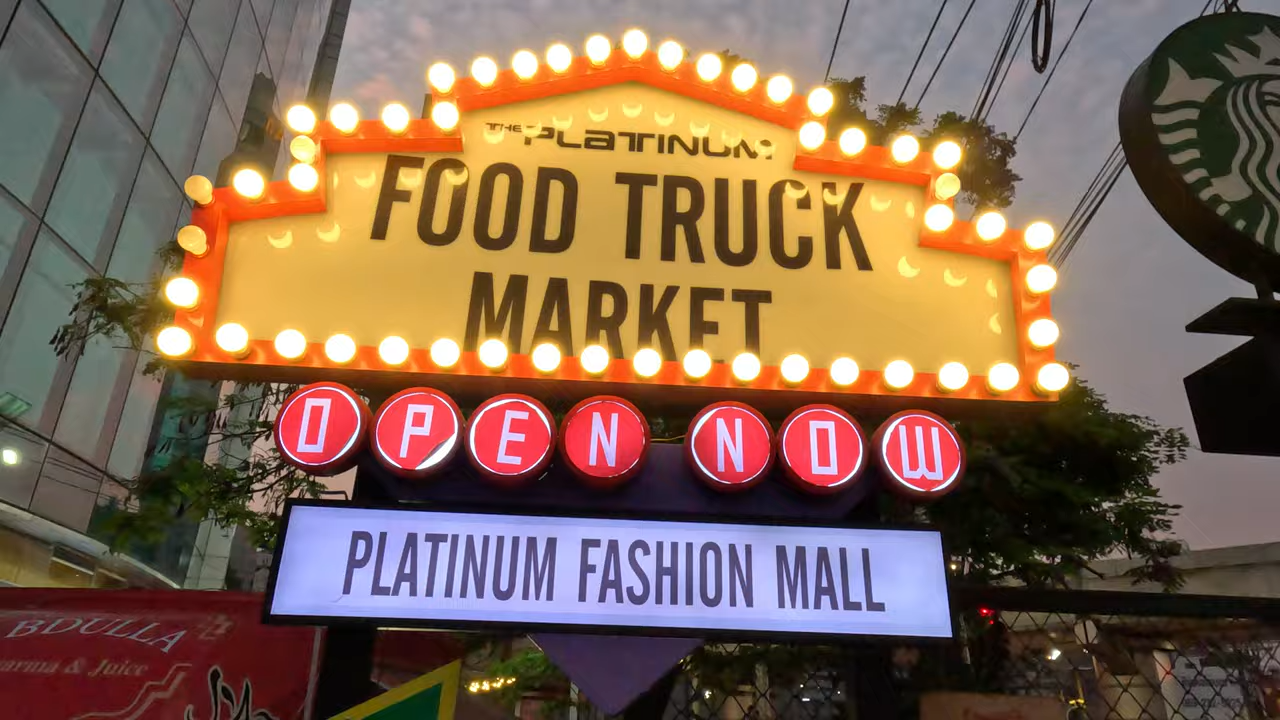 THE PLATINUM
FOOD TRUCK
MARKET
OPEN NOW
PLATINUM FASHION MALL
BDULLA
arma & Juice